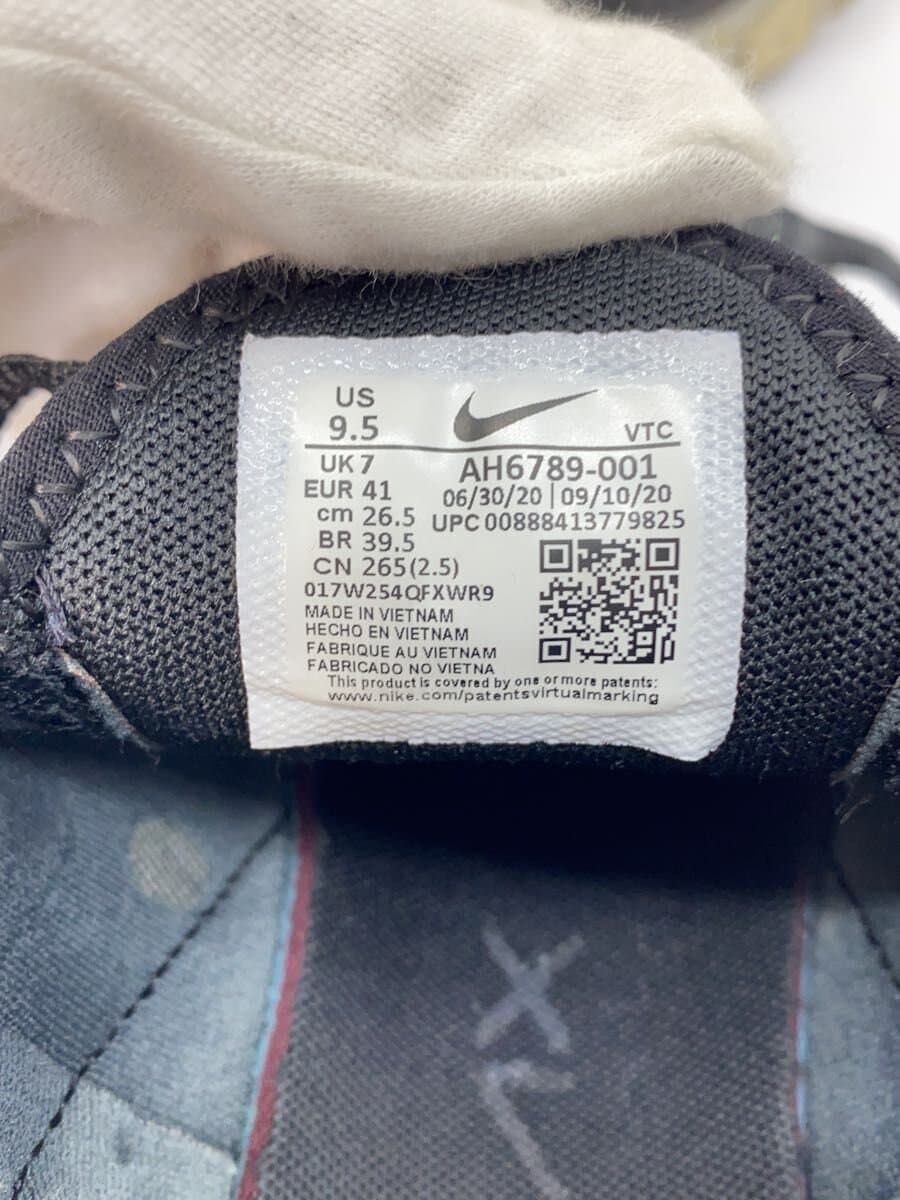 US
9.5
VTC
UK 7
AH6789-001
EUR 41
06/30/20 | 09/10/20
cm 26.5
UPC 00888413779825
BR 39.5
CN 265(2.5)
017W254QFXWR9
MADE IN VIETNAM
HECHO EN VIETNAM
FABRIQUE AU VIETNAM
FABRICADO NO VIETNA
This product is covered by one or more patents:
www.nike.com/patentsvirtualmarking